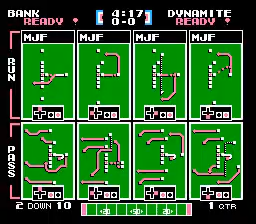 BANK 4:17 DYNAMITE
READY ! 0-0 READY !
MJF MJF MJF MJF
RUN
PASS
2 DOWN 10 <20 <50> 20> 1 QTR